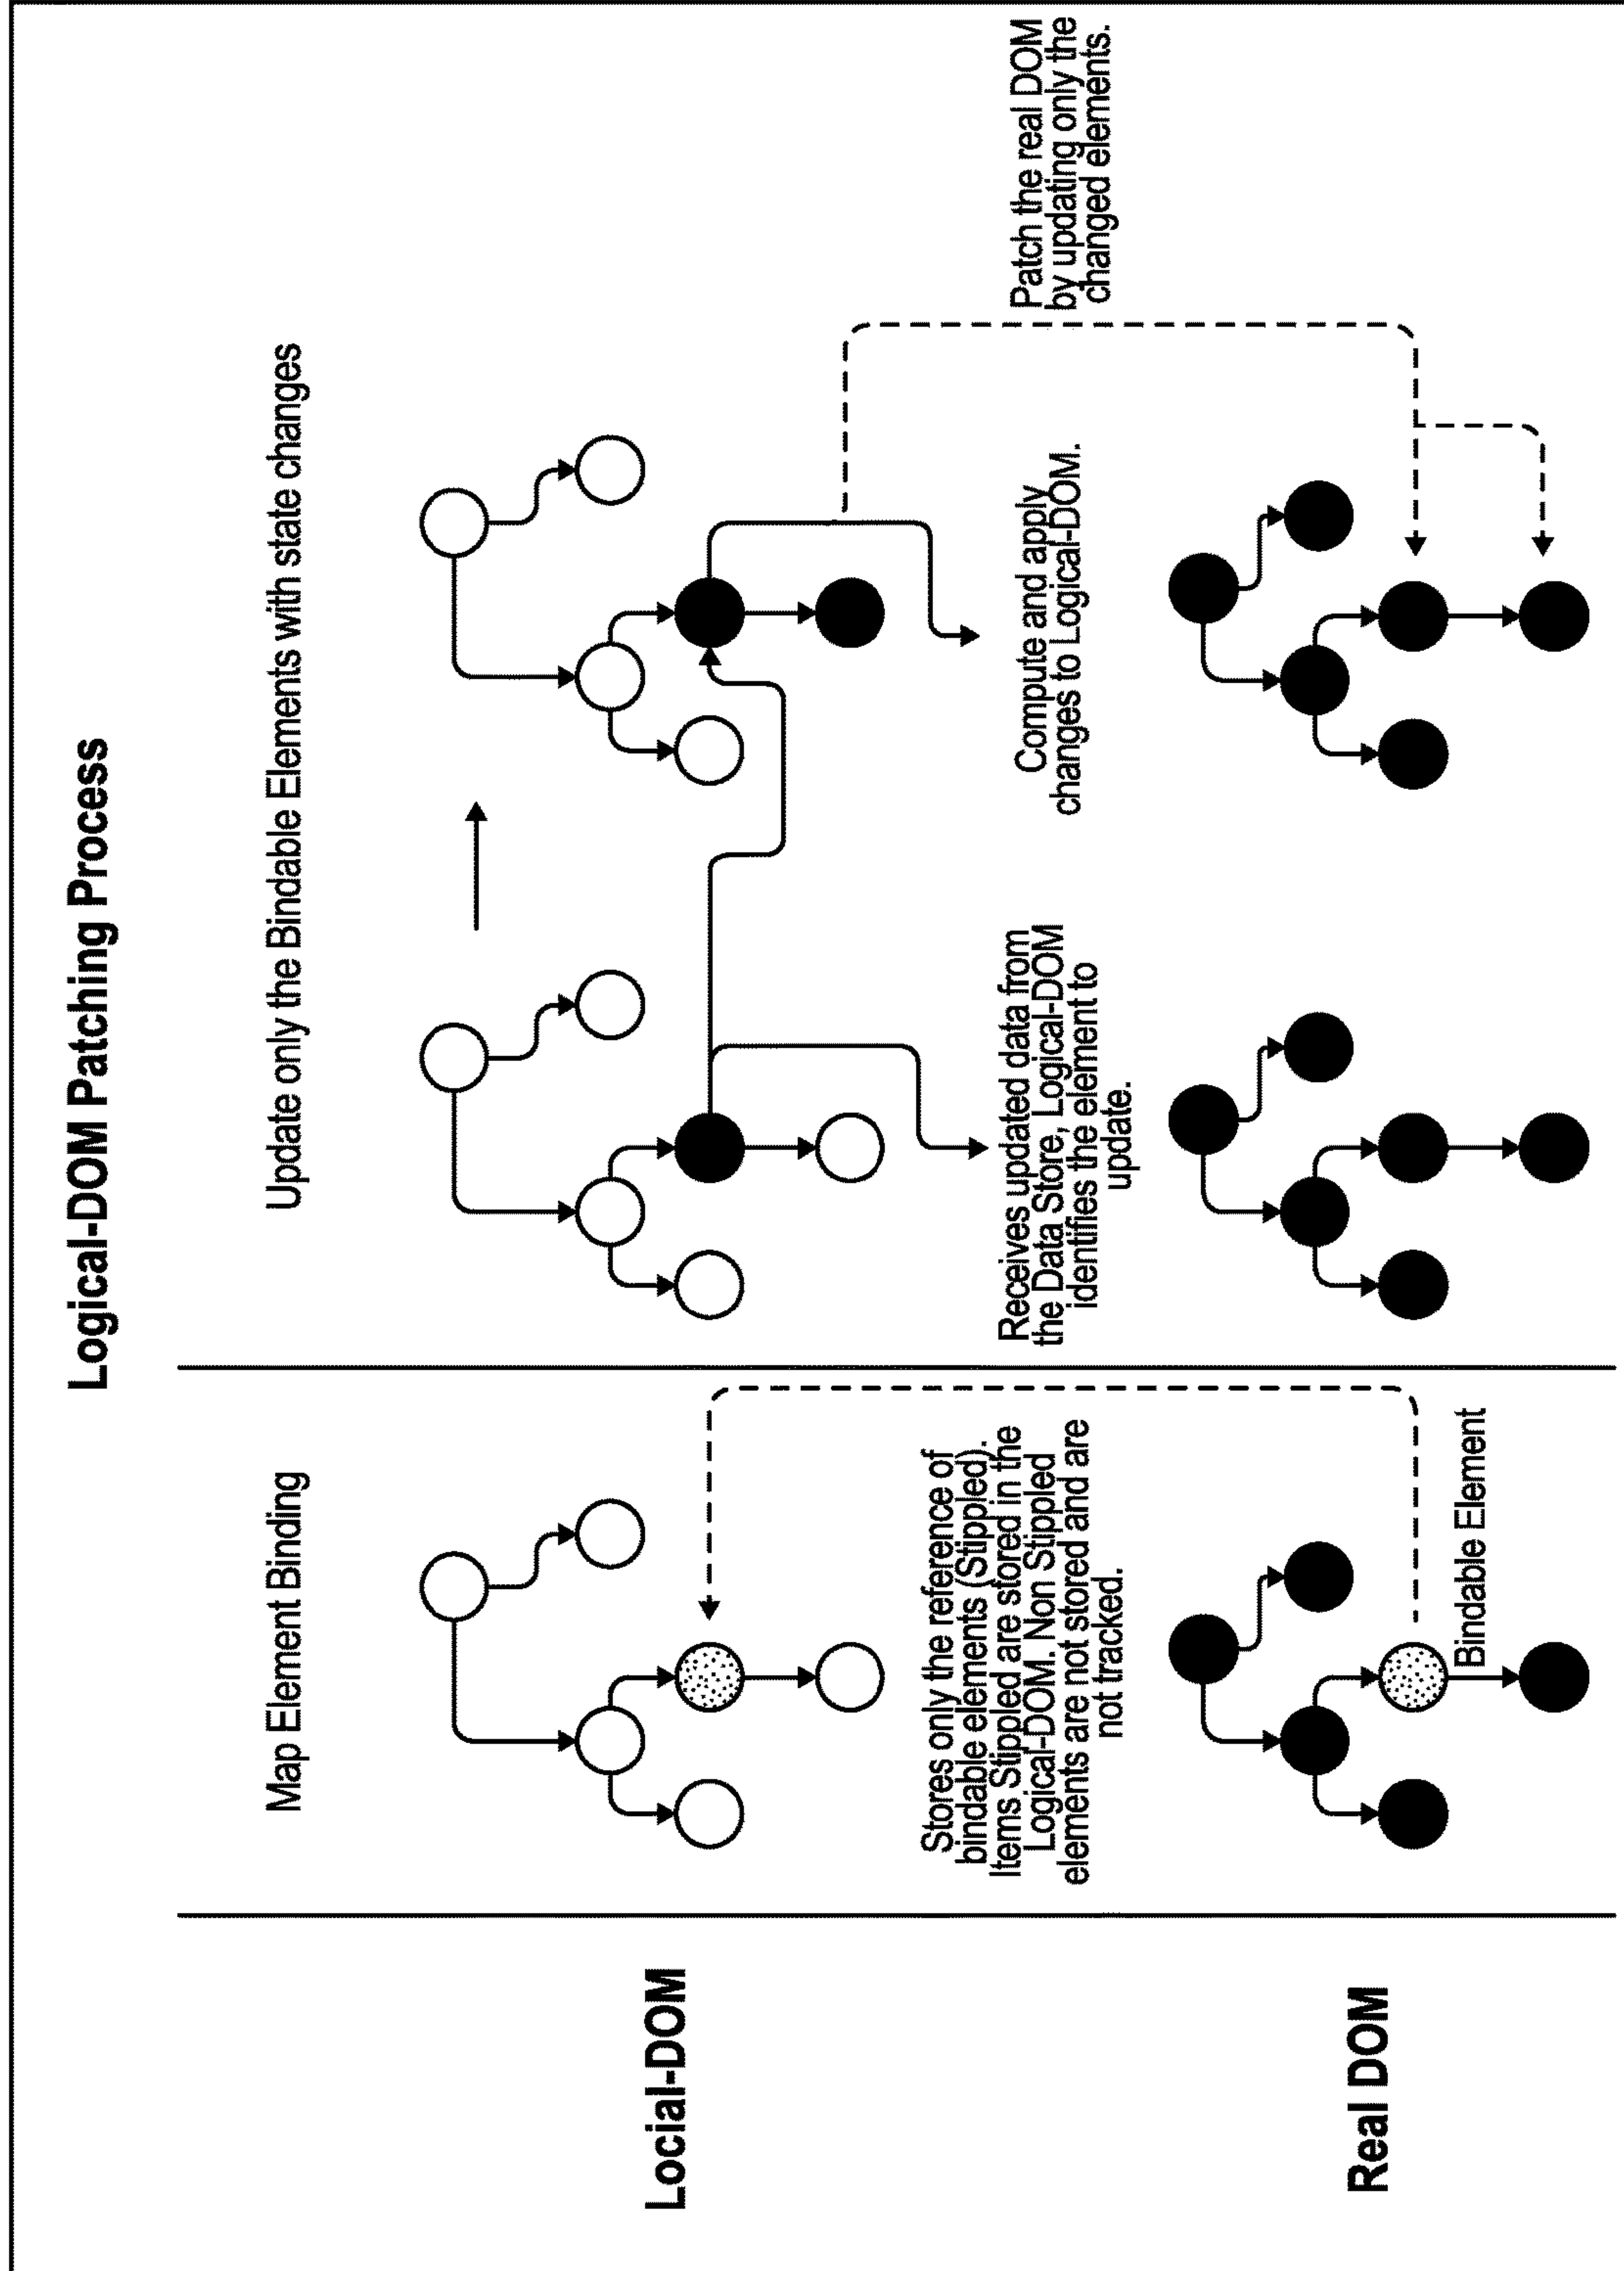 Logical-DOM Patching Process
Map Element Binding
Update only the Bindable Elements with state changes
Locial-DOM
Stores only the reference of
bindable elements (Stippled).
Items Stippled are stored in the
Logical-DOM. Non Stippled
elements are not stored and are
not tracked.
Receives updated data from
the Data Store, Logical-DOM
identifies the element to
update.
Compute and apply
changes to Logical-DOM.
Patch the real DOM
by updating only the
changed elements.
Real DOM
Bindable Element